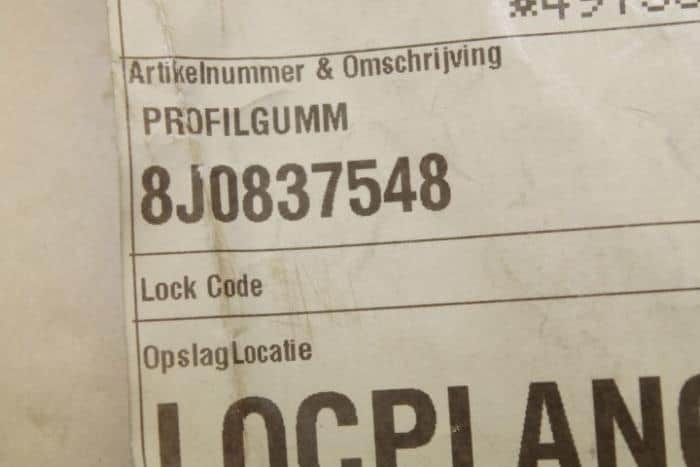 Artikelnummer & Omschrijving
PROFILGUMM
8J0837548
Lock Code
OpslagLocatie